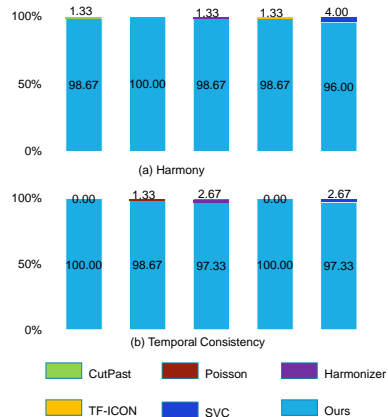 100% 1.33 1.33 1.33 4.00
50% 98.67 100.00 98.67 98.67 96.00
0%
(a) Harmony
100% 0.00 1.33 2.67 0.00 2.67
50% 100.00 98.67 97.33 100.00 97.33
0%
(b) Temporal Consistency
CutPast Poisson Harmonizer
TF-ICON SVC Ours